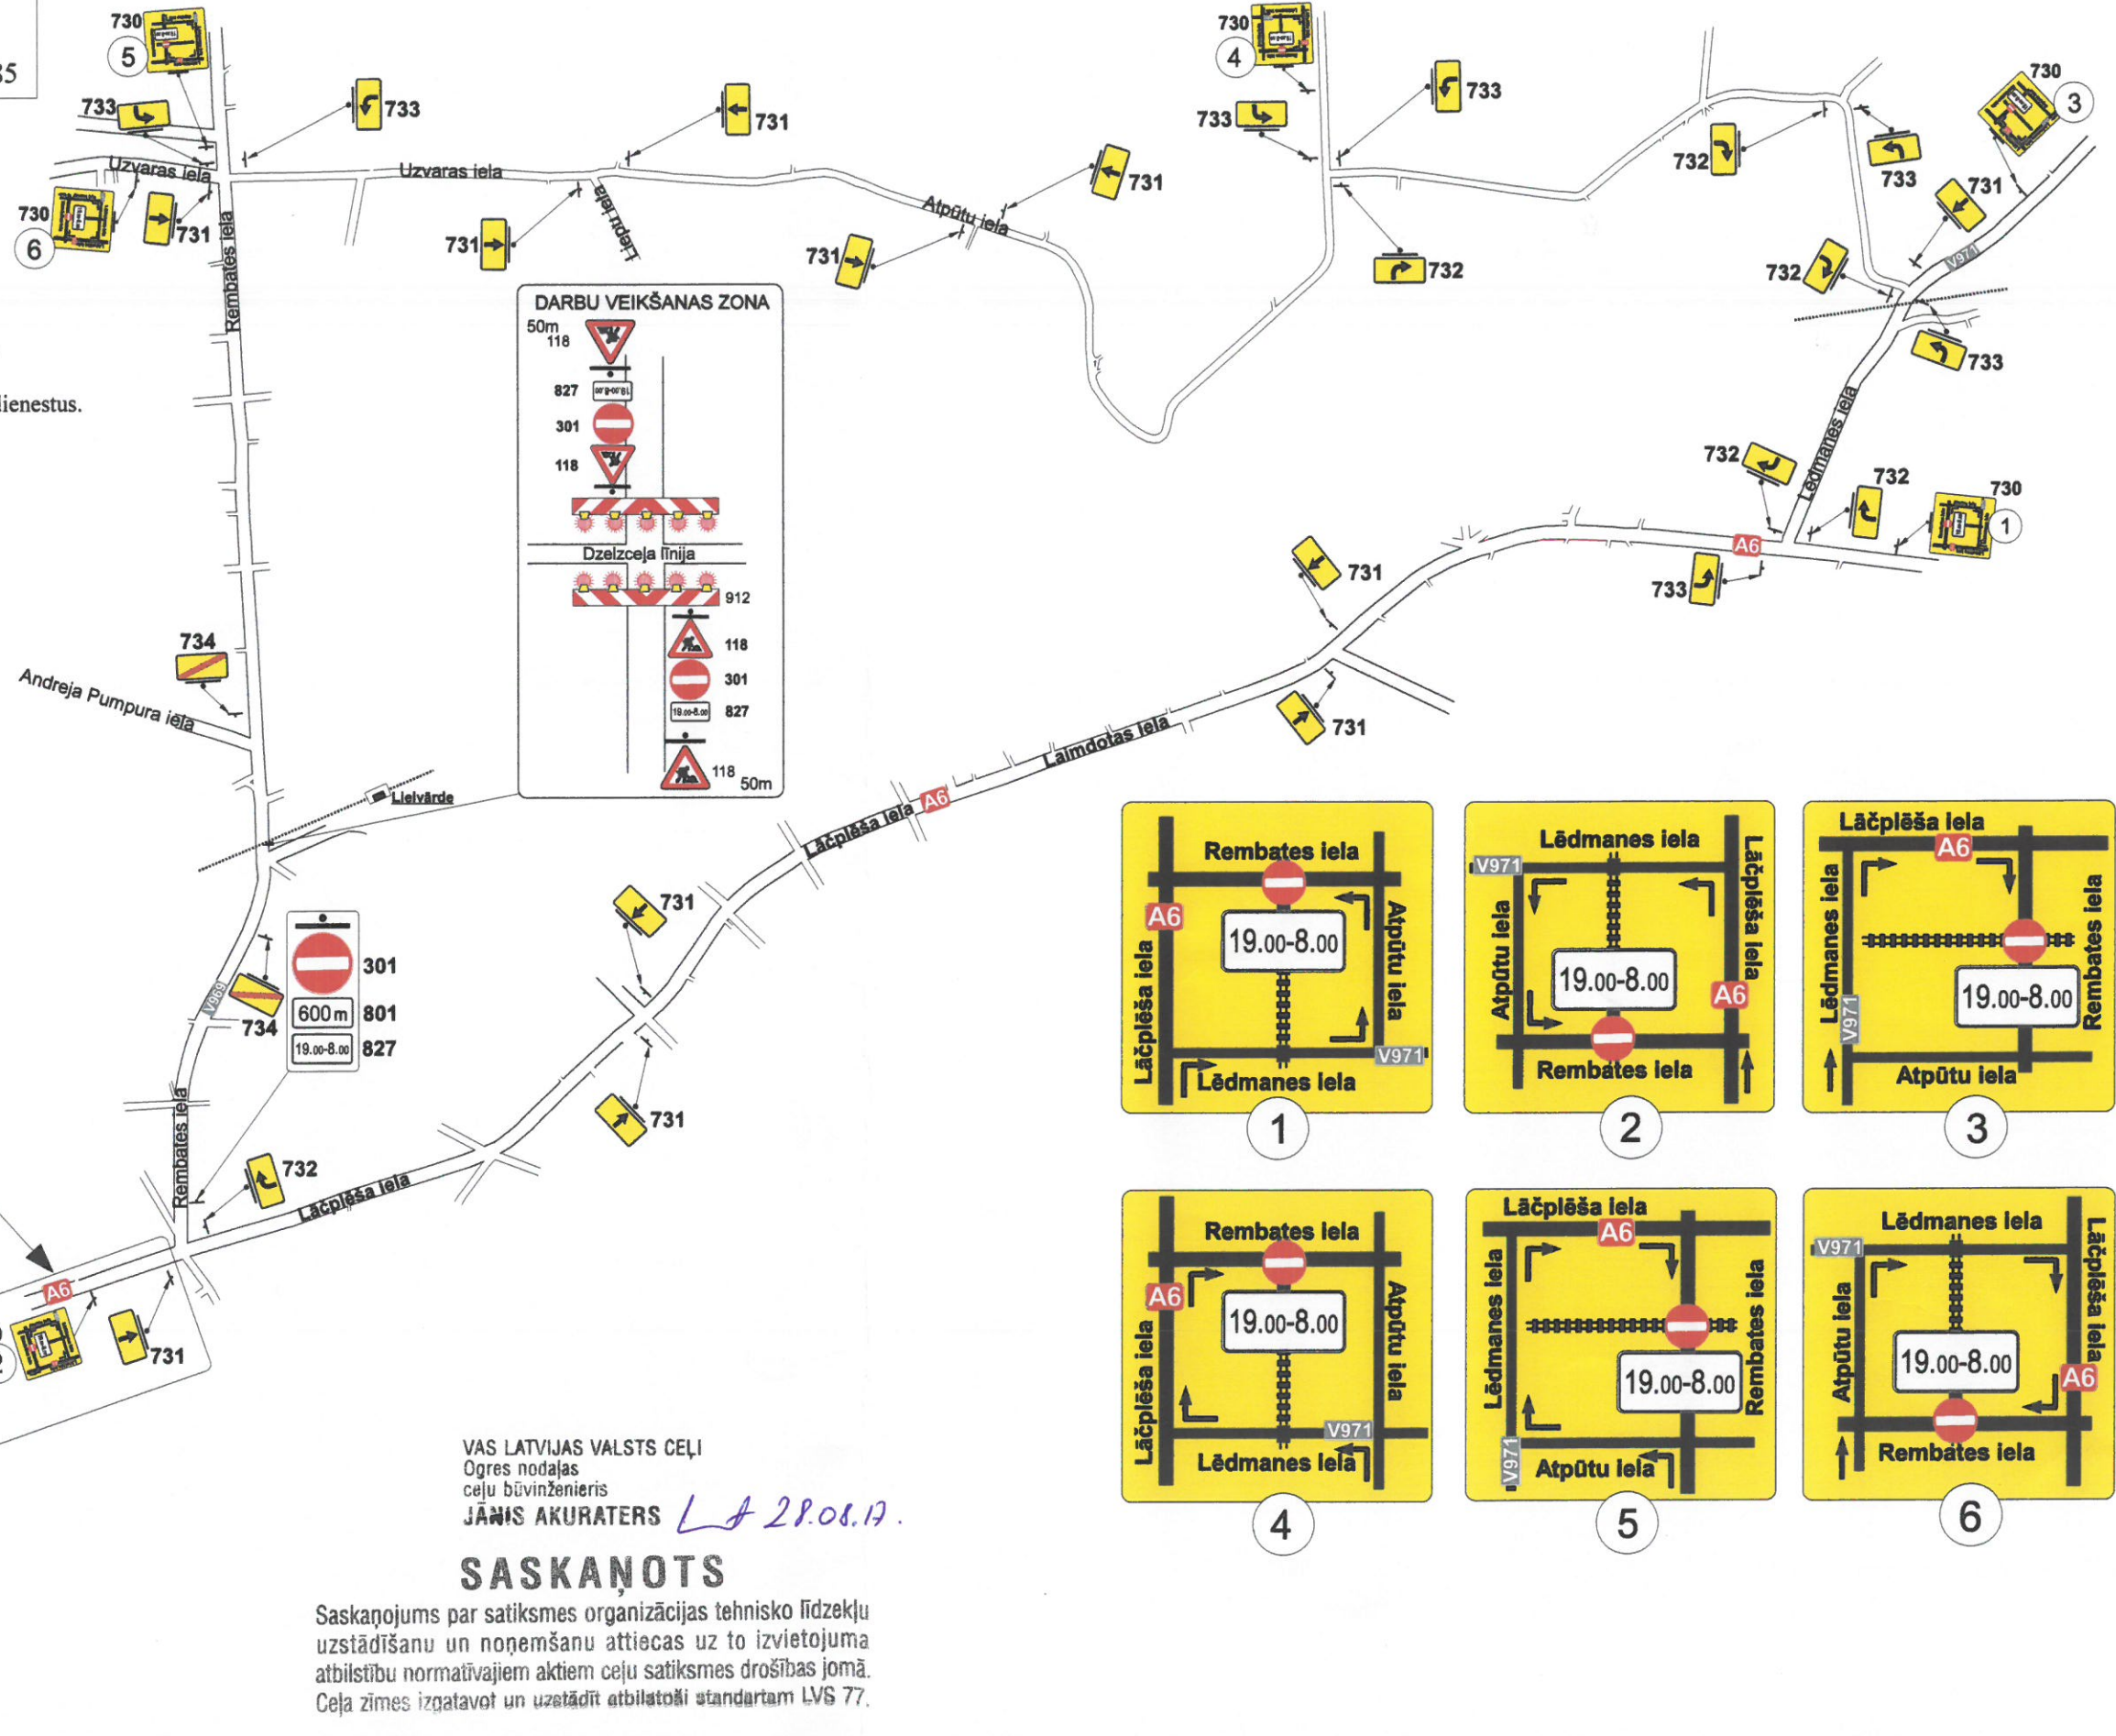 35
730
5
733
733
731
Uzvaras iela
Uzvaras iela
730
6
731
Rembates iela
731
Liepu iela
731
Atpūtu iela
731
730
4
733
733
732
732
733
730
3
731
V971
732
733
Lēdmanes iela
732
732
730
1
A6
733
lienestus.
DARBU VEIKŠANAS ZONA
50m
118
827
19.00-8.00
301
118
Dzelzceļa līnija
912
118
301
19.00-8.00
827
118
50m
734
Andreja Pumpura iela
Lielvārde
731
731
Laimdotas iela
A6
Lāčplēša iela
731
731
301
600 m
801
19.00-8.00
827
V969
734
Rembates iela
732
Lāčplēša iela
A6
731
Rembates iela
A6
19.00-8.00
Lāčplēša iela
Atpūtu iela
V971
Lēdmanes iela
1
Lēdmanes iela
V971
Atpūtu iela
Lāčplēša iela
19.00-8.00
A6
Rembates iela
2
Lāčplēša iela
A6
Lēdmanes iela
Rembates iela
19.00-8.00
V971
Atpūtu iela
3
Rembates iela
A6
19.00-8.00
Lāčplēša iela
Atpūtu iela
V971
Lēdmanes iela
4
Lāčplēša iela
A6
Lēdmanes iela
Rembates iela
19.00-8.00
V971
Atpūtu iela
5
Lēdmanes iela
V971
Atpūtu iela
Lāčplēša iela
19.00-8.00
A6
Rembates iela
6
VAS LATVIJAS VALSTS CEĻI
Ogres nodaļas
ceļu būvinženieris
JĀNIS AKURATERS
28.08.17.
SASKAŅOTS
Saskaņojums par satiksmes organizācijas tehnisko līdzekļu
uzstādīšanu un noņemšanu attiecas uz to izvietojuma
atbilstību normatīvajiem aktiem ceļu satiksmes drošības jomā.
Ceļa zīmes izgatavot un uzstādīt atbilstoši standartam LVS 77.